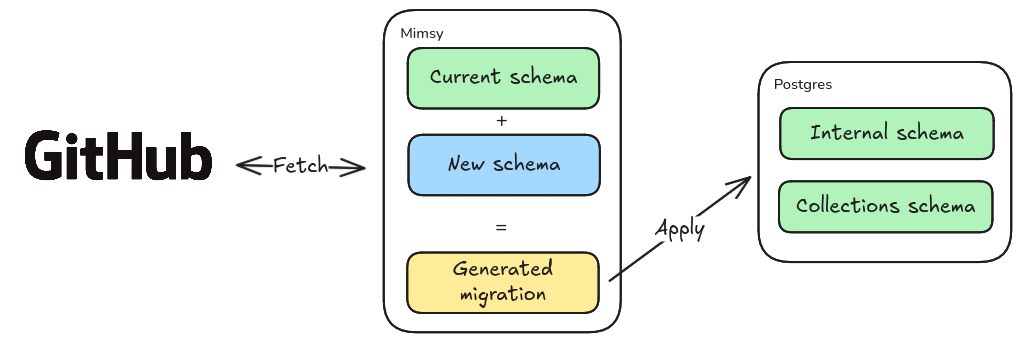 GitHub
Fetch
Mimsy
Current schema
+
New schema
=
Generated
migration
Apply
Postgres
Internal schema
Collections schema